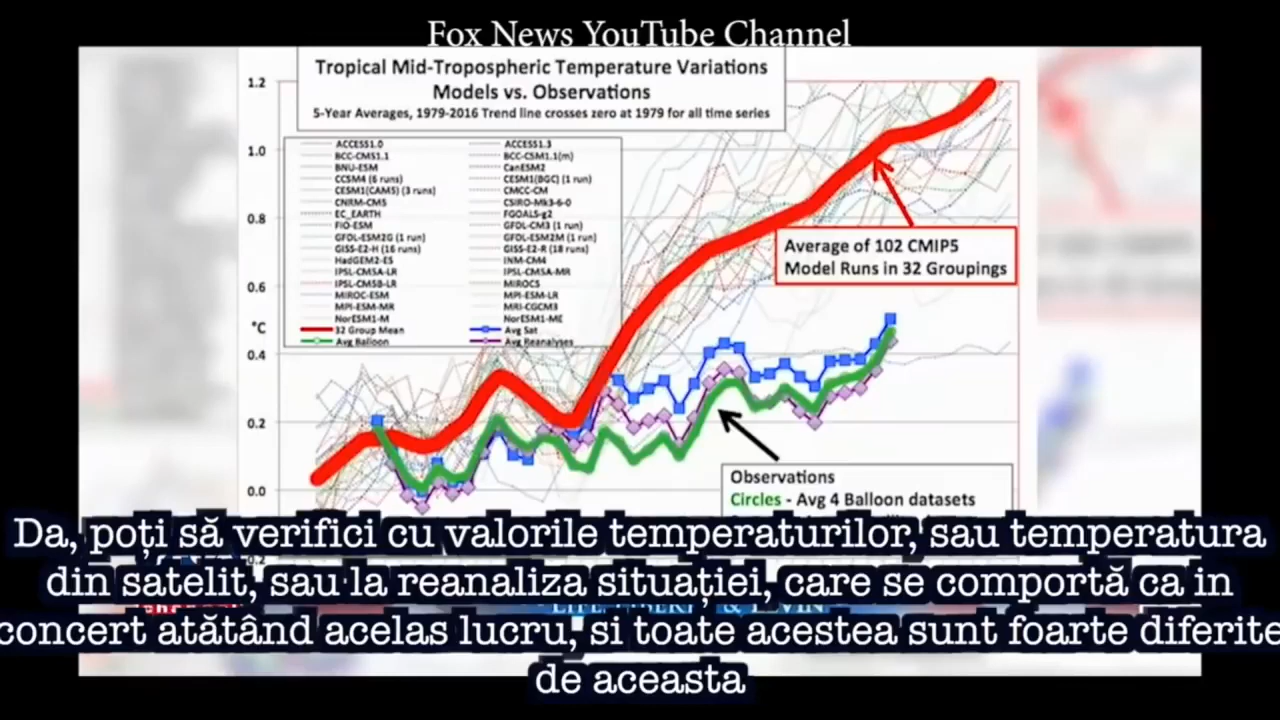 Fox News YouTube Channel
Tropical Mid-Tropospheric Temperature Variations
Models vs. Observations
5-Year Averages, 1979-2016 Trend line crosses zero at 1979 for all time series
1.2
1.0
0.8
0.6
°C
0.4
0.2
0.0
0.2
ACCESS1.0
ACCESS1.3
BCC-CMS1.1
BCC-CSM1.1(m)
BNU-ESM
CanESM2
CCSM4 (6 runs)
CESM1(BGC) (1 run)
CESM1(CAM5) (3 runs)
CMCC-CM
CNRM-CM5
CSIRO-Mk3-6-0
EC_EARTH
FGOALS-g2
FIO-ESM
GFDL-CM3 (1 run)
GFDL-ESM2G (1 run)
GFDL-ESM2M (1 run)
GISS-E2-H (16 runs)
GISS-E2-R (18 runs)
HadGEM2-ES
INM-CM4
IPSL-CM5A-LR
IPSL-CM5A-MR
IPSL-CM5B-LR
MIROC5
MIROC-ESM
MPI-ESM-LR
MPI-ESM-MR
MRI-CGCM3
NorESM1-M
NorESM1-ME
32 Group Mean
Avg Sat
Avg Balloon
Avg Reanalyses
Average of 102 CMIP5
Model Runs in 32 Groupings
Observations
Circles - Avg 4 Balloon datasets
Da, poți să verifici cu valorile temperaturilor, sau temperatura
din satelit, sau la reanaliza situației, care se comportă ca in
concert atătând acelas lucru, si toate acestea sunt foarte diferite
de aceasta